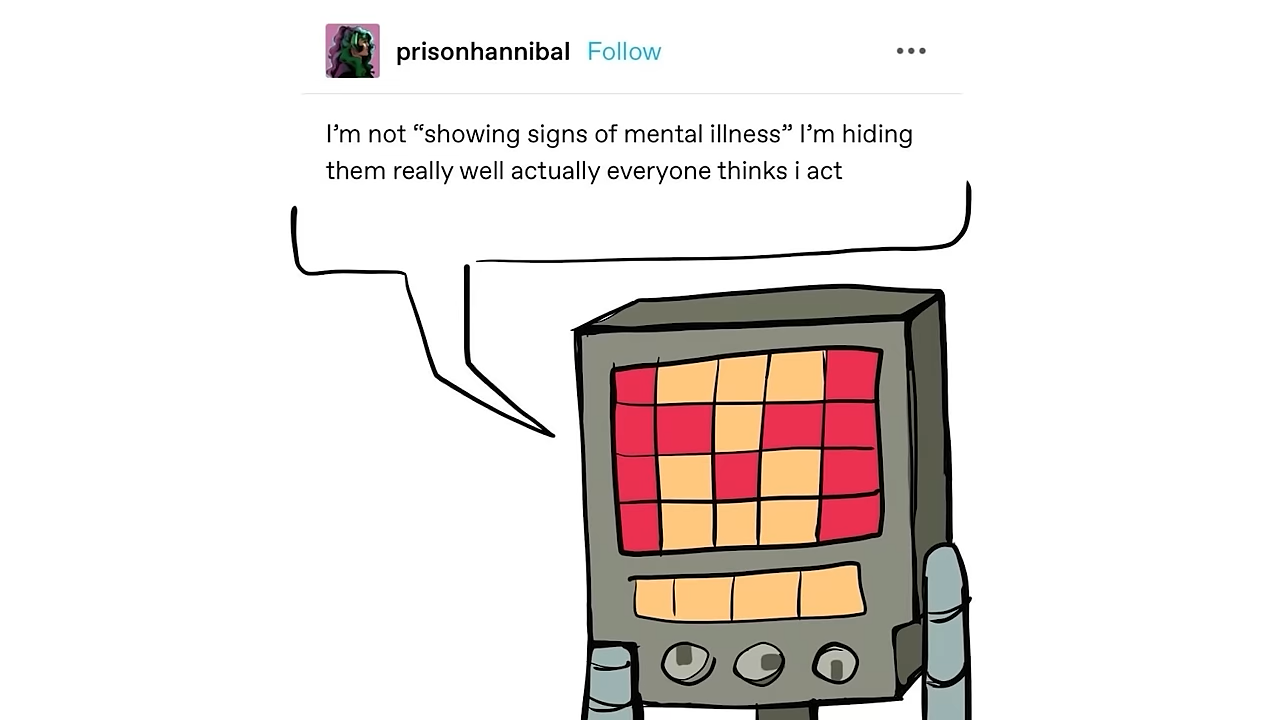 prisonhannibal Follow
I’m not “showing signs of mental illness” I’m hiding
them really well actually everyone thinks i act